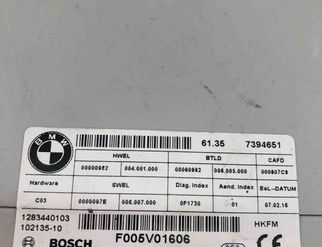 BMW
61.35 7394651
HWEL BTLD CAFD
00000982 004.001.000 00000992 006.005.000 000007C8
Hardware SWEL Diag. Index Aend. Index EoL-DATUM
C03 0000097E 006.007.000 0F1730 01 07.02.16
1283440103 HKFM
102135-10
BOSCH F005V01606